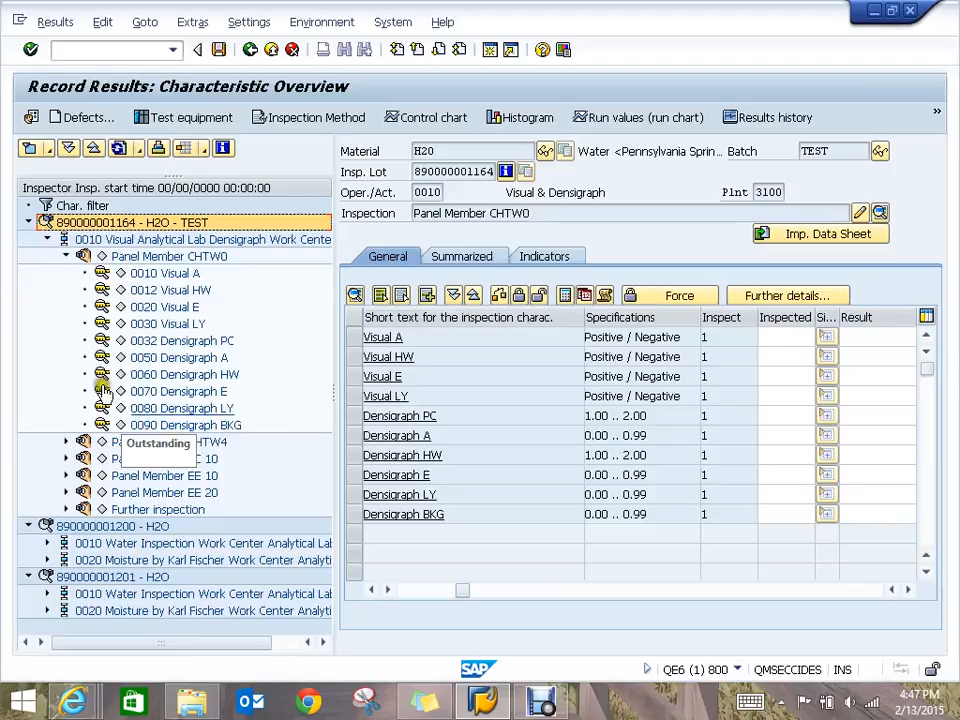 Results Edit Goto Extras Settings Environment System Help
Record Results: Characteristic Overview
Defects... Test equipment Inspection Method Control chart Histogram Run values (run chart) Results history
Inspector Insp. start time 00/00/0000 00:00:00
Char. filter
890000001164 - H2O - TEST
0010 Visual Analytical Lab Densigraph Work Cente
Panel Member CHTW0
0010 Visual A
0012 Visual HW
0020 Visual E
0030 Visual LY
0032 Densigraph PC
0050 Densigraph A
0060 Densigraph HW
0070 Densigraph E
0080 Densigraph LY
0090 Densigraph BKG
Outstanding
HTW4
C 10
Panel Member EE 10
Panel Member EE 20
Further inspection
890000001200 - H2O
0010 Water Inspection Work Center Analytical Lab
0020 Moisture by Karl Fischer Work Center Analyti
890000001201 - H2O
0010 Water Inspection Work Center Analytical Lab
0020 Moisture by Karl Fischer Work Center Analyti
Material H2O Water <Pennsylvania Sprin... Batch TEST
Insp. Lot 890000001164
Oper./Act. 0010 Visual & Densigraph Plnt 3100
Inspection Panel Member CHTW0
Imp. Data Sheet
General Summarized Indicators
Force Further details...
Short text for the inspection charac. Specifications Inspect Inspected Si... Result
Visual A Positive / Negative 1
Visual HW Positive / Negative 1
Visual E Positive / Negative 1
Visual LY Positive / Negative 1
Densigraph PC 1.00 .. 2.00 1
Densigraph A 0.00 .. 0.99 1
Densigraph HW 1.00 .. 2.00 1
Densigraph E 0.00 .. 0.99 1
Densigraph LY 0.00 .. 0.99 1
Densigraph BKG 0.00 .. 0.99 1
SAP QE6 (1) 800 QMSECCIDES INS
4:47 PM
2/13/2015